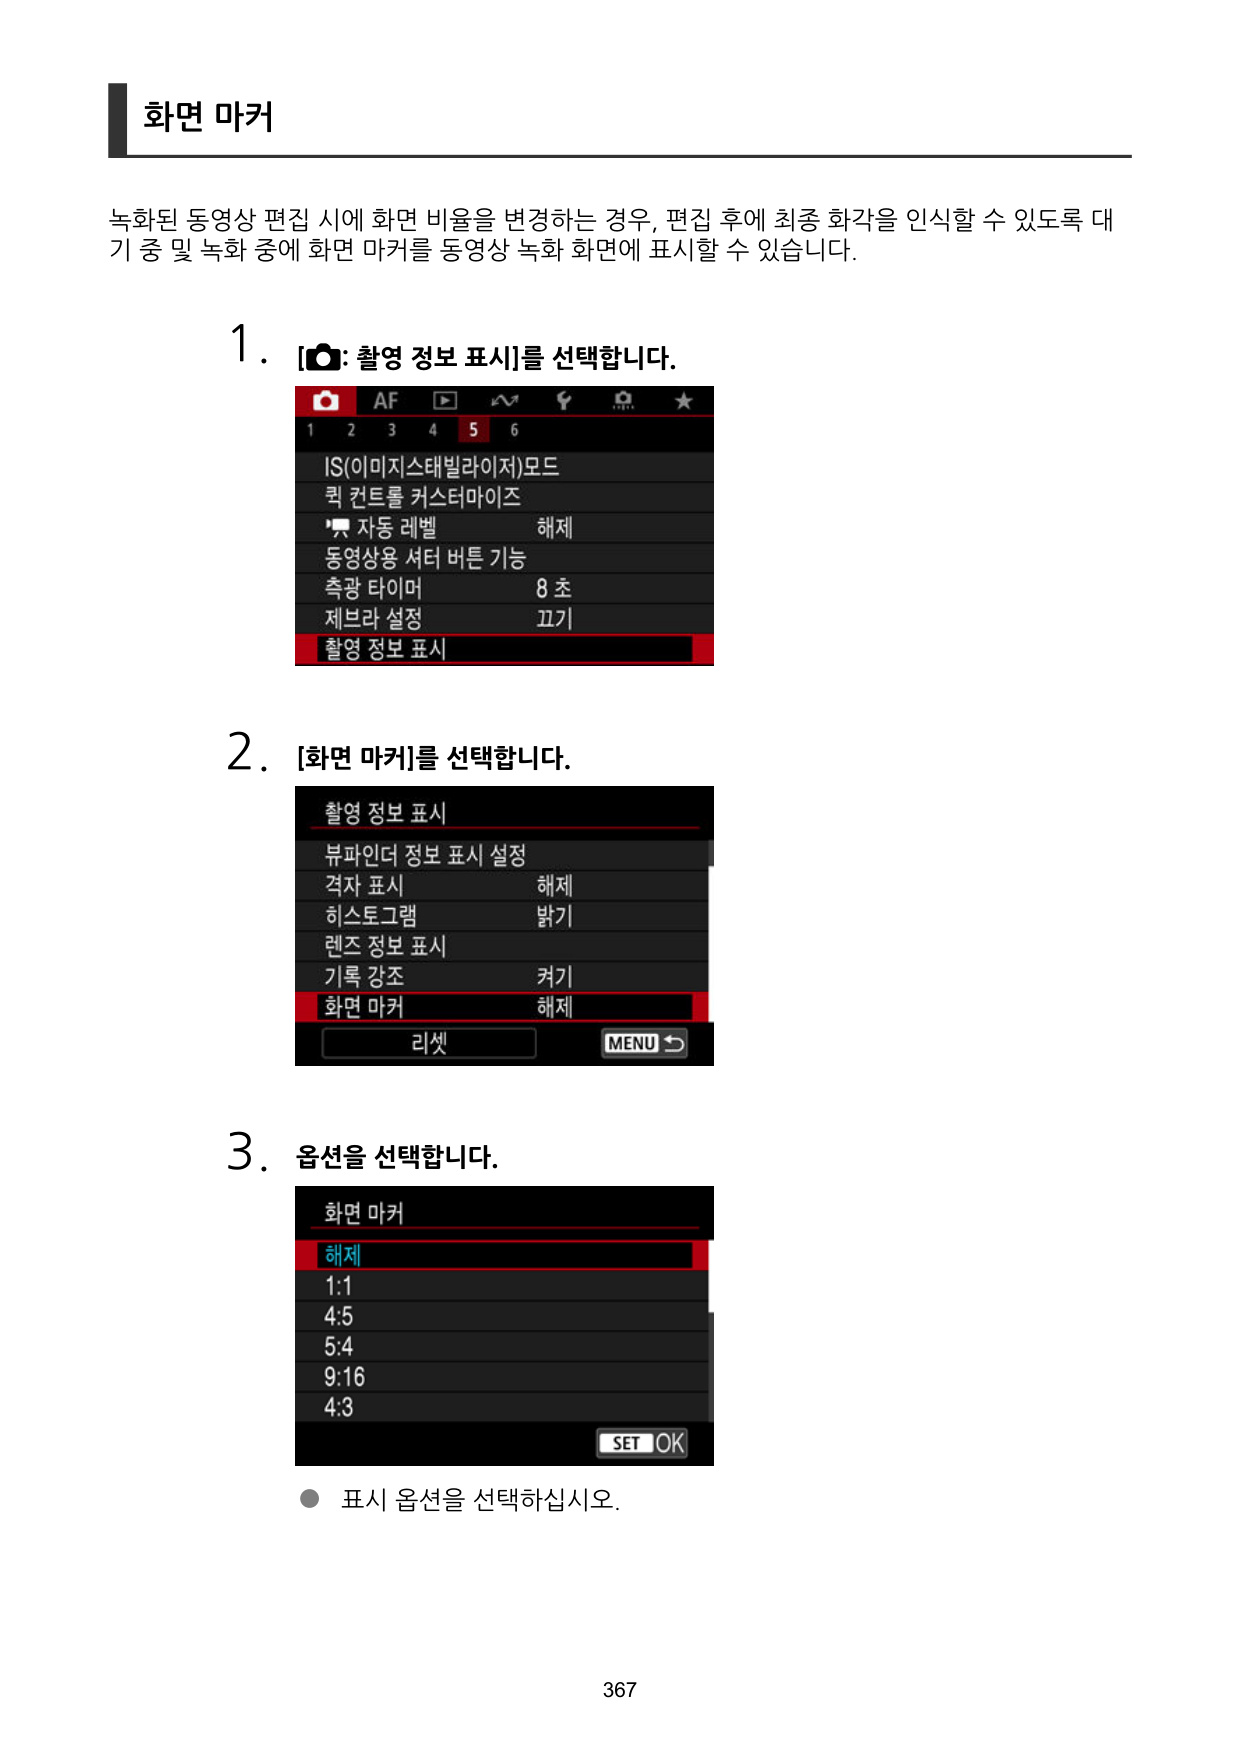 화면 마커
녹화된 동영상 편집 시에 화면 비율을 변경하는 경우, 편집 후에 최종 화각을 인식할 수 있도록 대
기 중 및 녹화 중에 화면 마커를 동영상 녹화 화면에 표시할 수 있습니다.
1. [: 촬영 정보 표시]를 선택합니다.
AF
1 2 3 4 5 6
IS(이미지스태빌라이저)모드
퀵 컨트롤 커스터마이즈
자동 레벨 해제
동영상용 셔터 버튼 기능
측광 타이머 8 초
제브라 설정 끄기
촬영 정보 표시
2. [화면 마커]를 선택합니다.
촬영 정보 표시
뷰파인더 정보 표시 설정
격자 표시 해제
히스토그램 밝기
렌즈 정보 표시
기록 강조 켜기
화면 마커 해제
리셋 MENU
3. 옵션을 선택합니다.
화면 마커
해제
1:1
4:5
5:4
9:16
4:3
SET OK
● 표시 옵션을 선택하십시오.
367